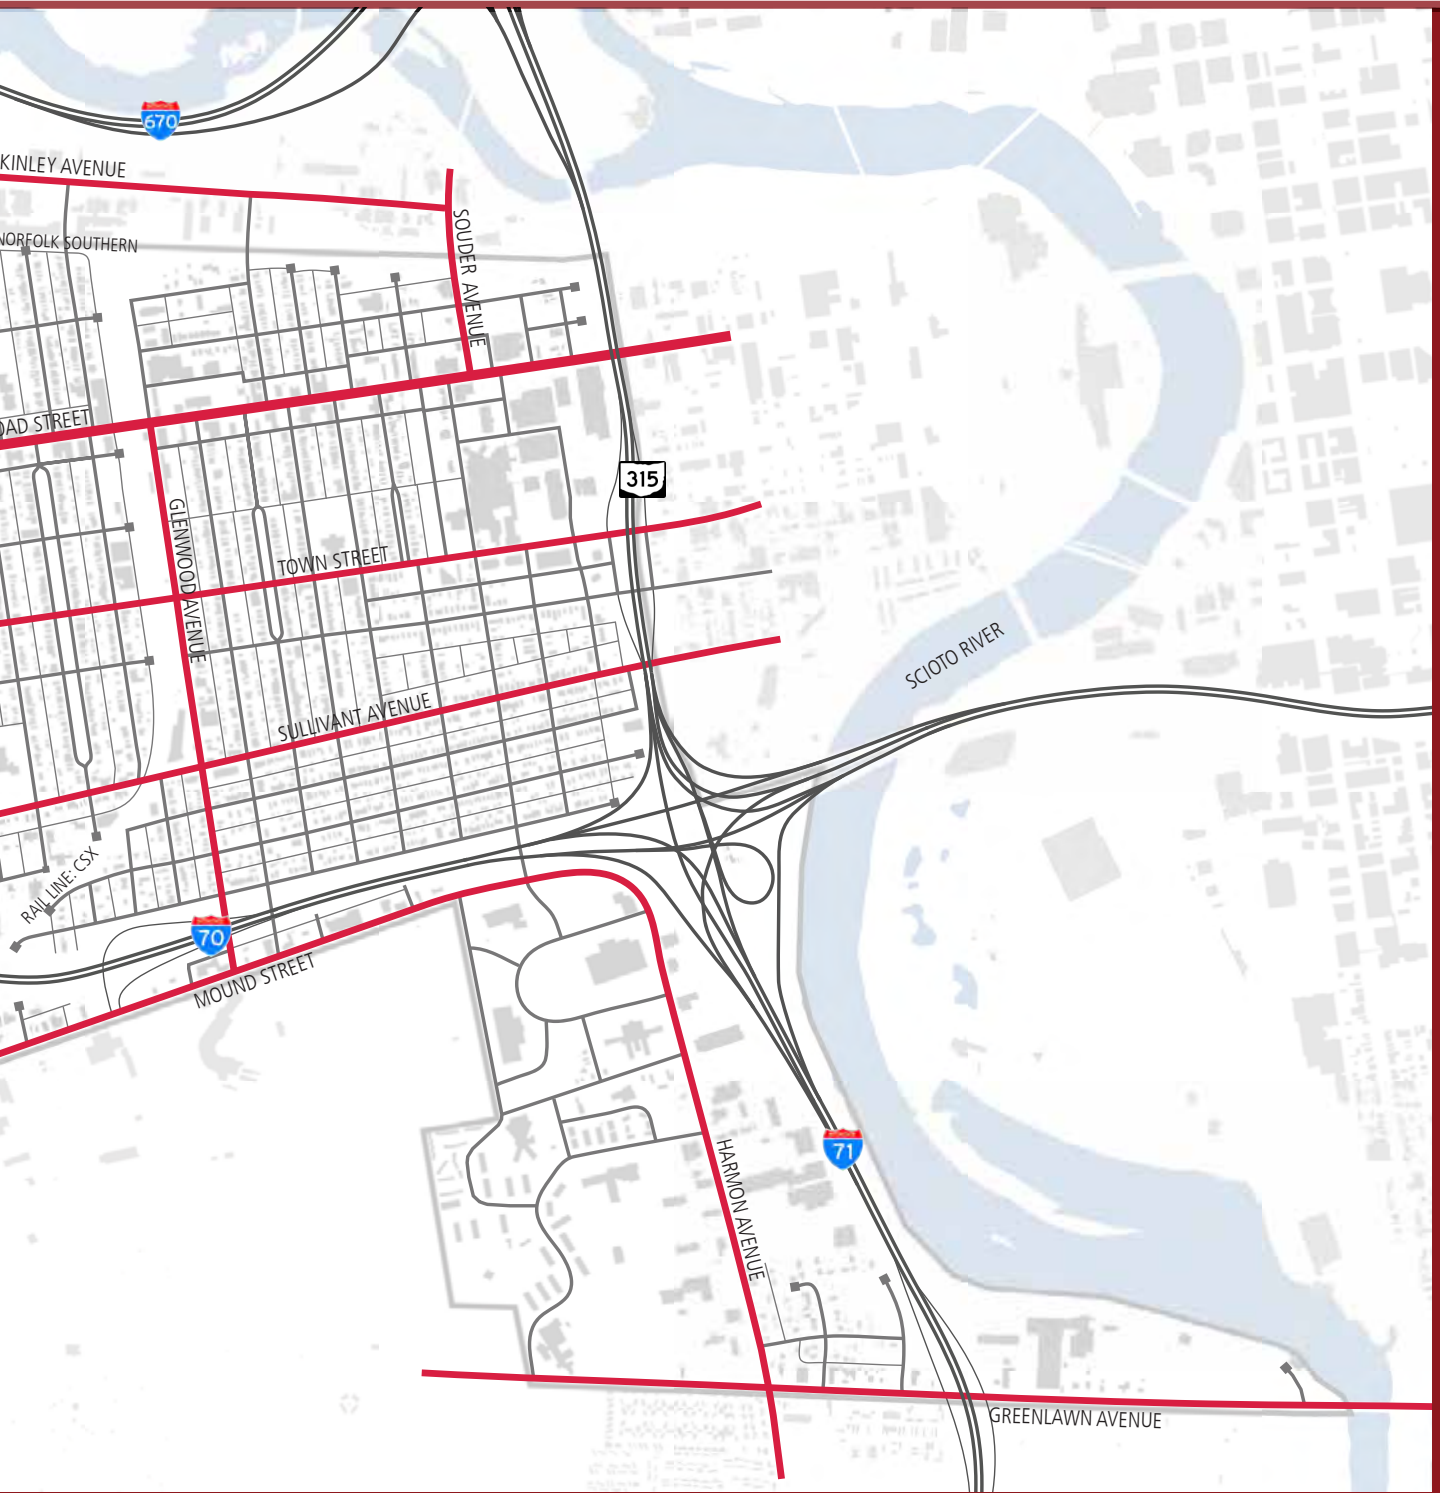 670
KINLEY AVENUE
SOUDER AVENUE
NORFOLK SOUTHERN
OAD STREET
315
GLENWOOD AVENUE
TOWN STREET
SCIOTO RIVER
SULLIVANT AVENUE
RAIL LINE: CSX
70
MOUND STREET
71
HARMON AVENUE
GREENLAWN AVENUE